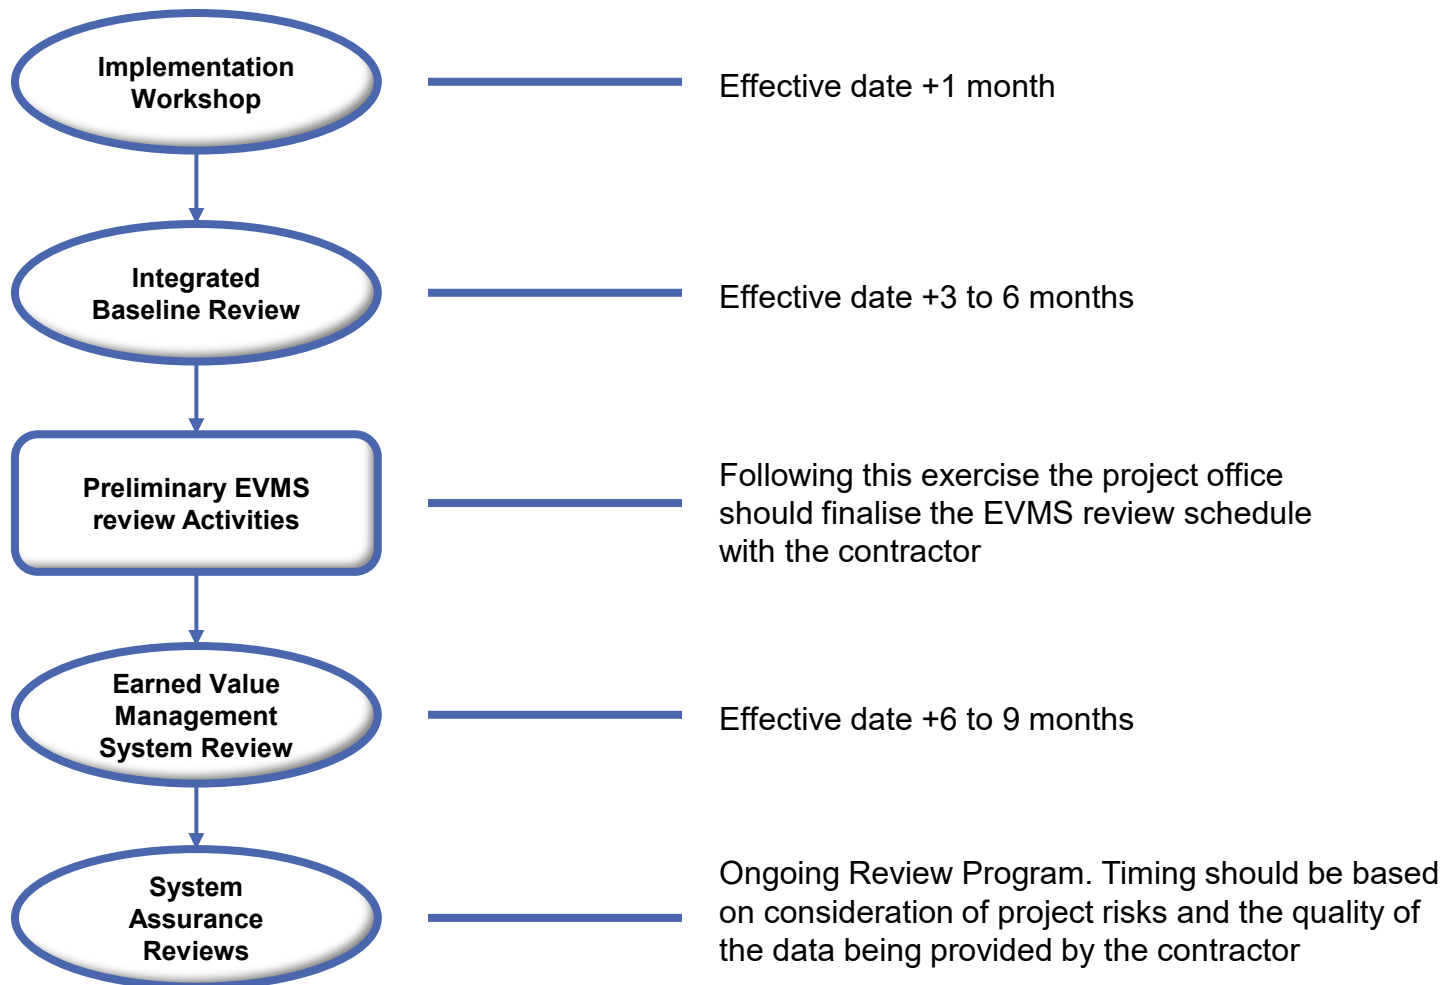 Implementation
Workshop
Effective date +1 month
Integrated
Baseline Review
Effective date +3 to 6 months
Preliminary EVMS
review Activities
Following this exercise the project office
should finalise the EVMS review schedule
with the contractor
Earned Value
Management
System Review
Effective date +6 to 9 months
System
Assurance
Reviews
Ongoing Review Program. Timing should be based
on consideration of project risks and the quality of
the data being provided by the contractor